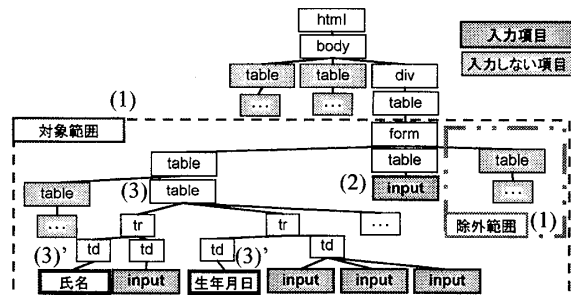 html
入力項目
body
入力しない項目
table
table
div
(1)
...
...
table
対象範囲
form
table
table
table
table
(3)
table
(2)
input
...
...
tr
tr
...
除外範囲
(1)
(3)'
td
td
td
(3)'
td
氏名
input
生年月日
input
input
input